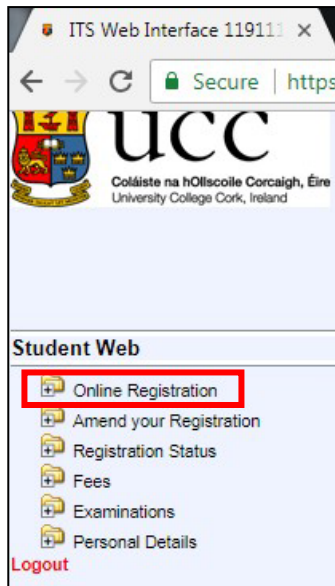 ITS Web Interface 119111
Secure | https
UCC
Coláiste na hOllscoile Corcaigh, Éire
University College Cork, Ireland
Student Web
Online Registration
Amend your Registration
Registration Status
Fees
Examinations
Personal Details
Logout